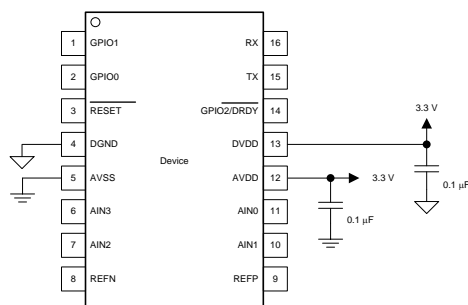 1 GPIO1 RX 16
2 GPIO0 TX 15
3 RESET GPIO2/DRDY 14
3.3 V
4 DGND DVDD 13
Device
5 AVSS AVDD 12 3.3 V
0.1 µF
6 AIN3 AIN0 11 0.1 µF
7 AIN2 AIN1 10
8 REFN REFP 9